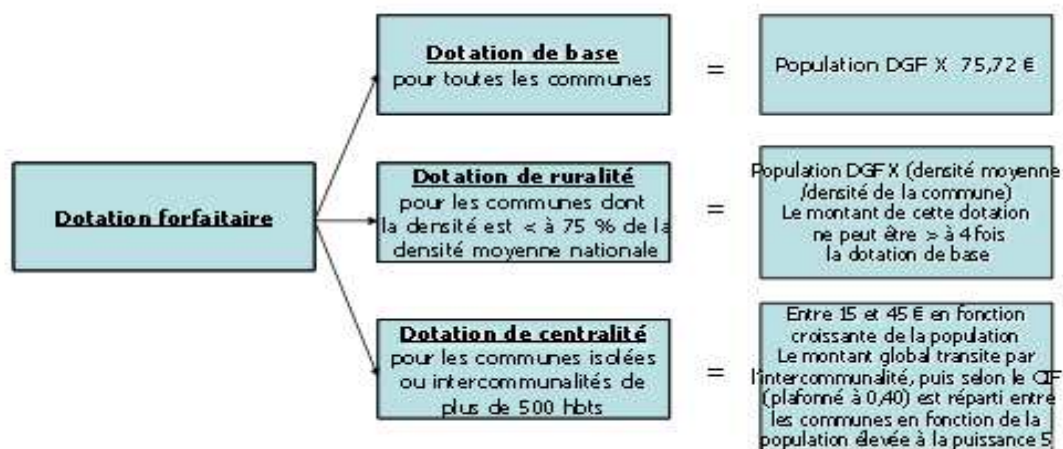 Dotation forfaitaire
Dotation de base
pour toutes les communes
=
Population DGF X 75,72 €
Dotation de ruralité
pour les communes dont
la densité est < à 75 % de la
densité moyenne nationale
=
Population DGF X (densité moyenne
/densité de la commune)
Le montant de cette dotation
ne peut être > à 4 fois
la dotation de base
Dotation de centralité
pour les communes isolées
ou intercommunalités de
plus de 500 hbts
=
Entre 15 et 45 € en fonction
croissante de la population
Le montant global transite par
l'intercommunalité, puis selon le CIF
(plafonné à 0,40) est réparti entre
les communes en fonction de la
population élevée à la puissance 5